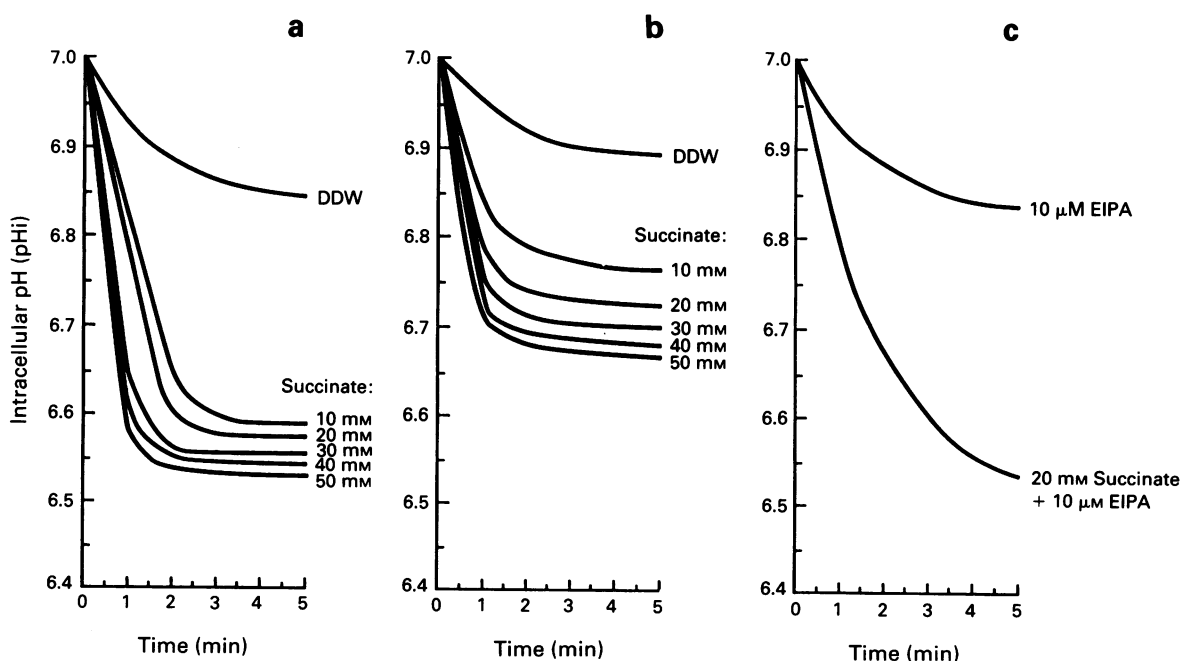 a
b
c
Intracellular pH (pHi)
7.0
6.9
6.8
6.7
6.6
6.5
6.4
0
1
2
3
4
5
Time (min)
DDW
Succinate:
10 mM
20 mM
30 mM
40 mM
50 mM
7.0
6.9
6.8
6.7
6.6
6.5
6.4
0
1
2
3
4
5
Time (min)
DDW
Succinate:
10 mM
20 mM
30 mM
40 mM
50 mM
7.0
6.9
6.8
6.7
6.6
6.5
6.4
0
1
2
3
4
5
Time (min)
10 μM EIPA
20 mM Succinate
+ 10 μM EIPA